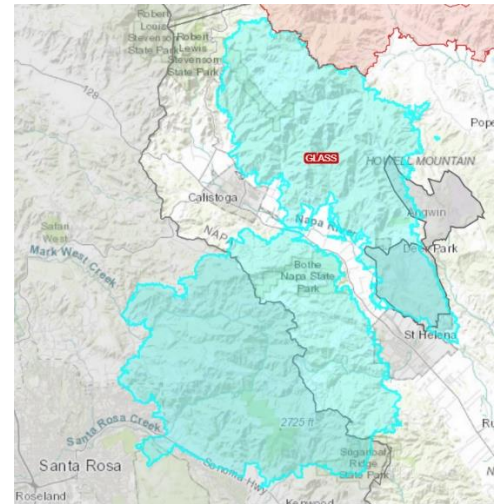 Robert
Louis
Stevenson
State Park
Robert
Lewis
Stevenson
State Park
128
Pope
GLASS
HOWELL MOUNTAIN
Calistoga
Angwin
Napa River
Safari
West
NAPA
Deer Park
Mark West Creek
Bothe
Napa State
Park
St Helena
Santa Rosa Creek
2725 ft
Ru
Sugarloaf
Ridge
State Park
Santa Rosa
Sonoma Hwy
N
Roseland
Kenwood